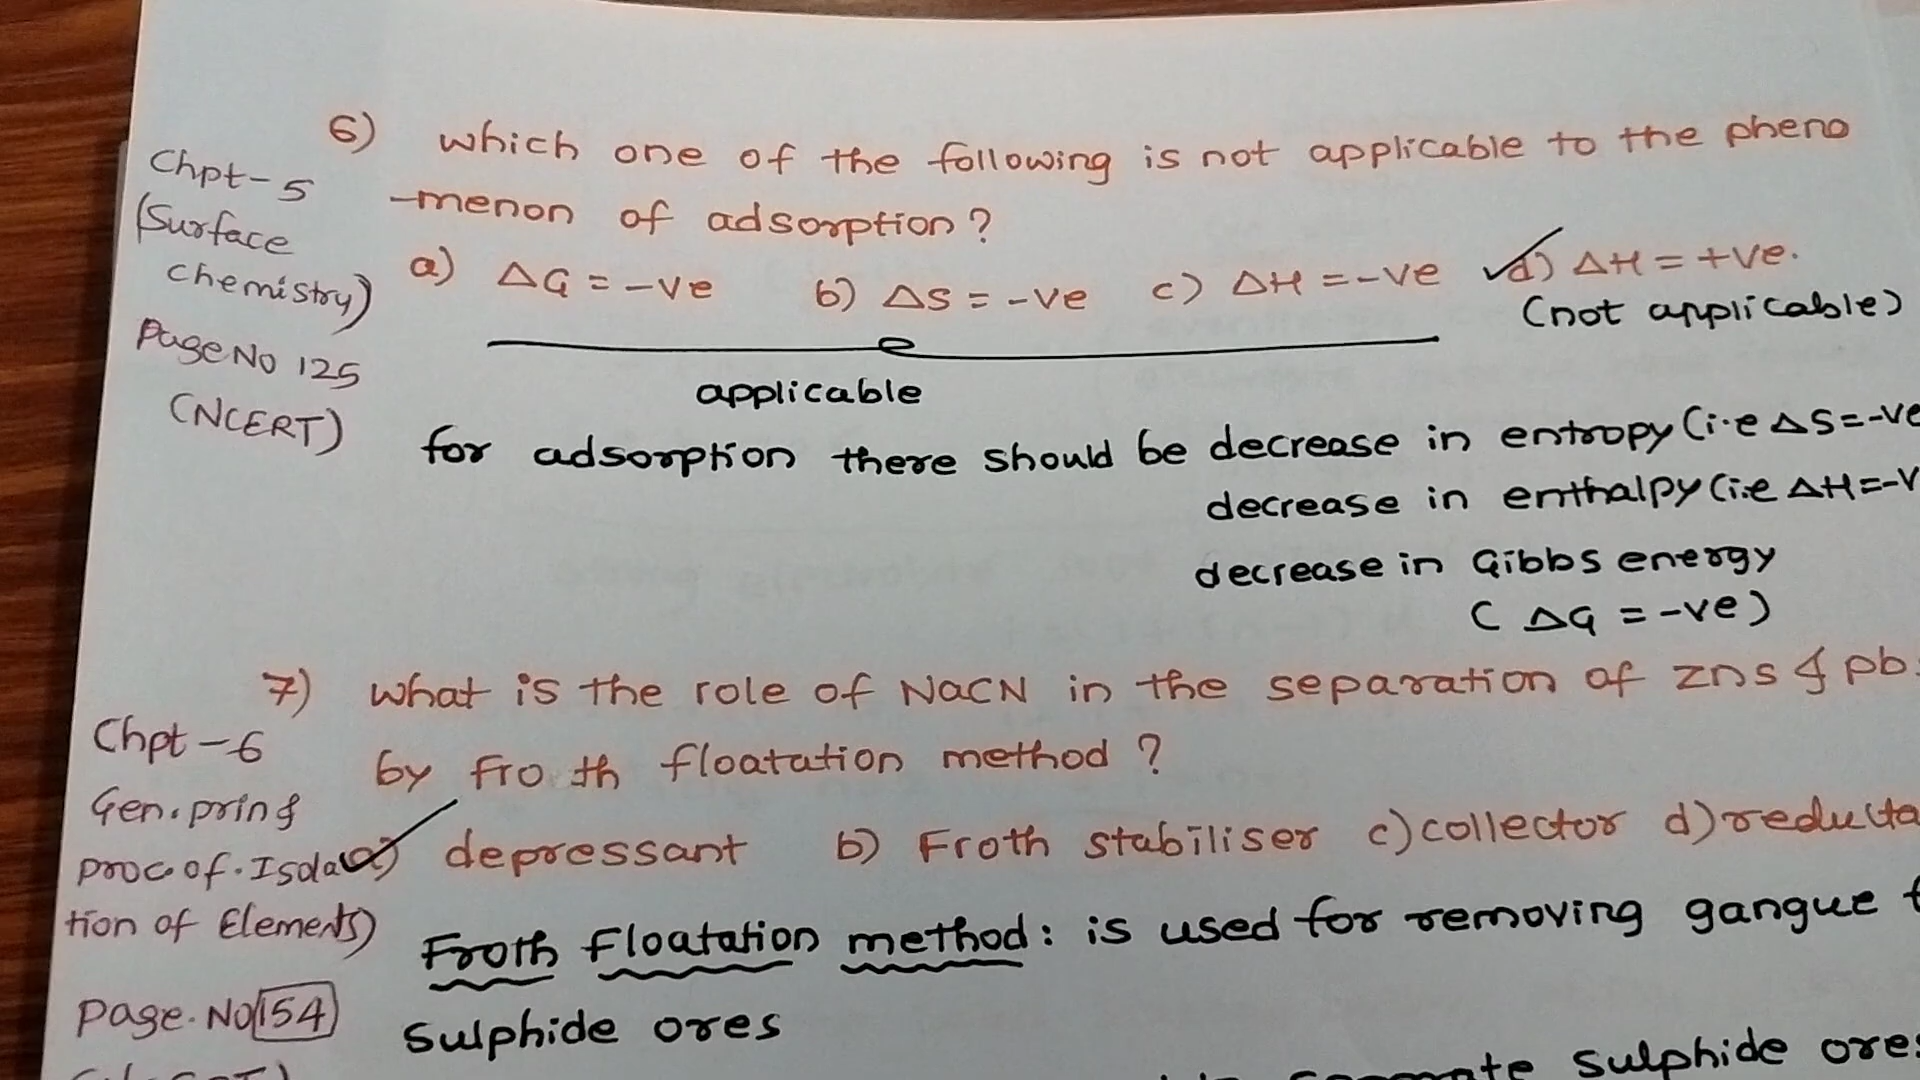 6) which one of the following is not applicable to the pheno
-menon of adsorption?
a) ΔG = -ve b) ΔS = -ve c) ΔH = -ve d) ΔH = +ve.
(not applicable)
applicable
Chpt-5
(Surface
chemistry)
Page No 125
(NCERT)
for adsorption there should be decrease in entropy (i.e ΔS=-ve
decrease in enthalpy (i.e ΔH=-v
decrease in Gibbs energy
( ΔG = -ve)
7) what is the role of NaCN in the separation of zns & pb
by Fro th floatation method ?
a) depressant b) Froth stabiliser c) collector d) reducta
Chpt-6
Gen. prin &
proc of. Isola
tion of Elements)
Page. No 154
Froth Floatation method: is used for removing gangue f
Sulphide ores
sulphide ores